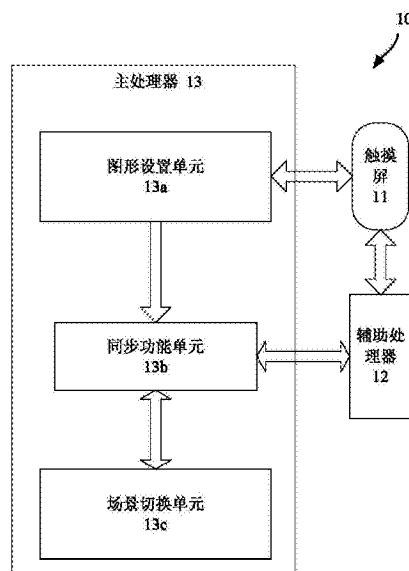 10
主处理器 13
图形设置单元
13a
触摸
屏
11
同步功能单元
13b
辅助处
理器
12
场景切换单元
13c